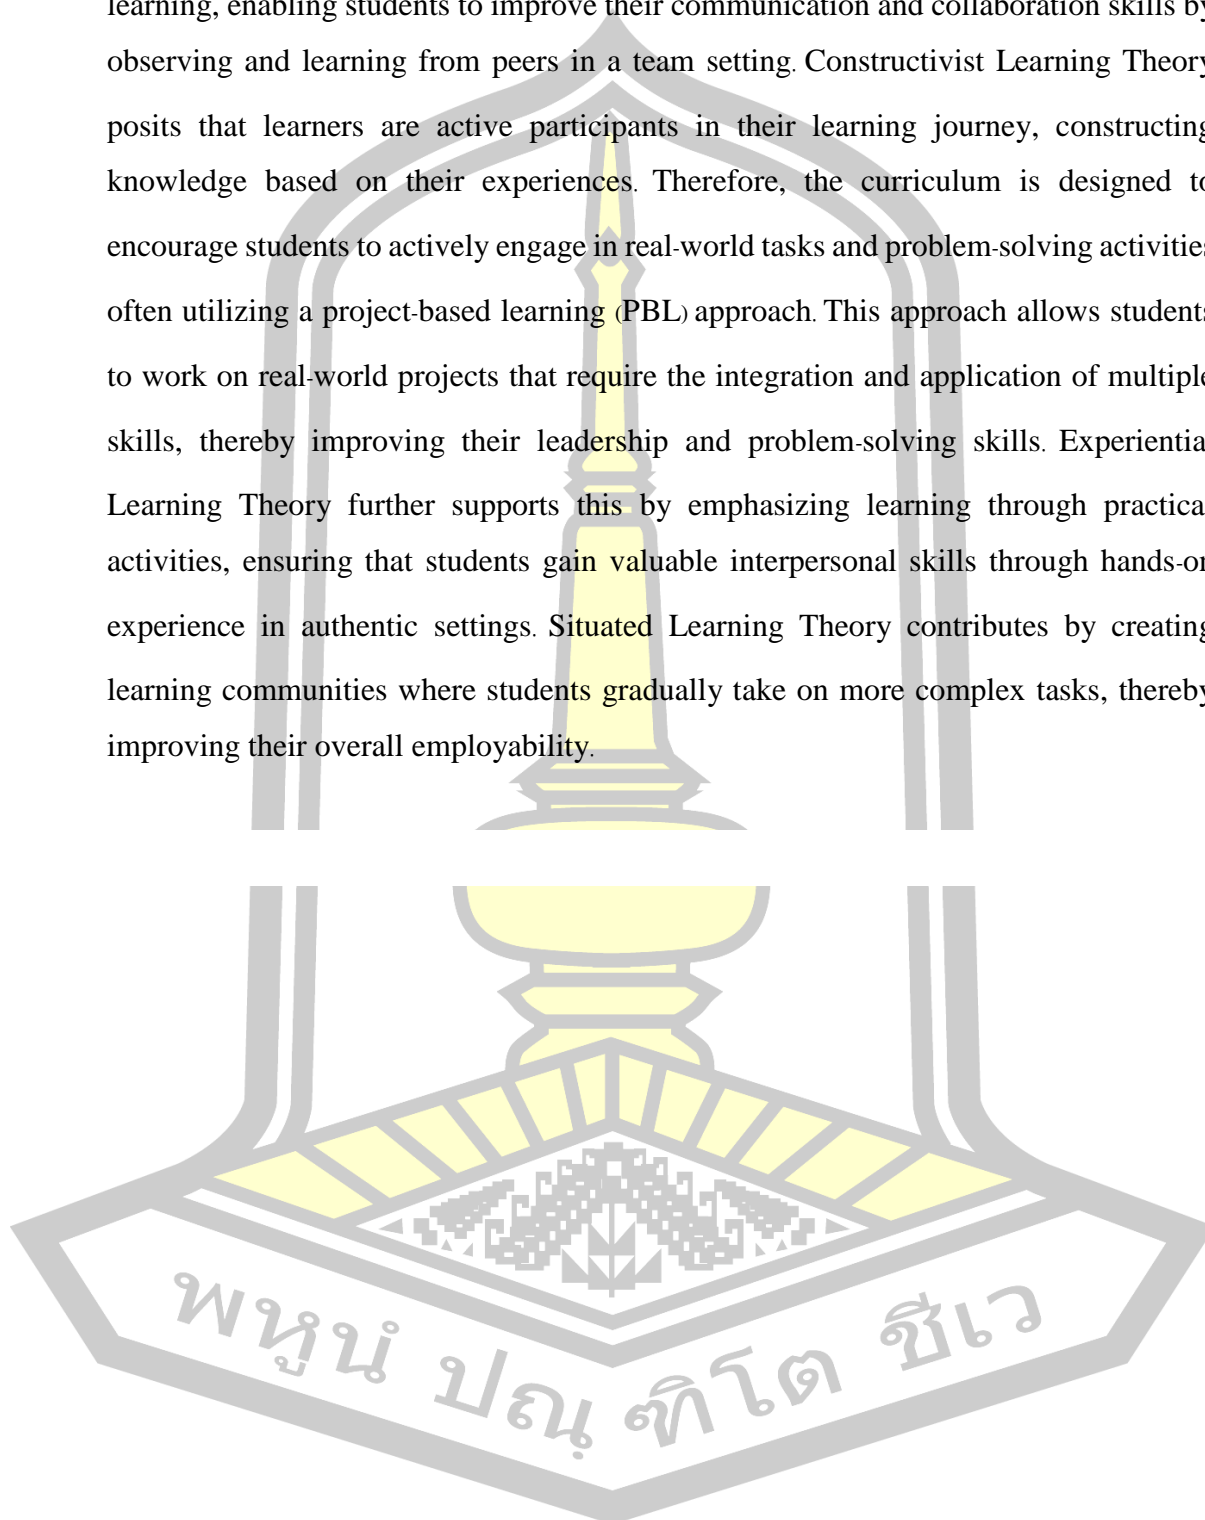 learning, enabling students to improve their communication and collaboration skills by
observing and learning from peers in a team setting. Constructivist Learning Theory
posits that learners are active participants in their learning journey, constructing
knowledge based on their experiences. Therefore, the curriculum is designed to
encourage students to actively engage in real-world tasks and problem-solving activities
often utilizing a project-based learning (PBL) approach. This approach allows students
to work on real-world projects that require the integration and application of multiple
skills, thereby improving their leadership and problem-solving skills. Experientia
Learning Theory further supports this by emphasizing learning through practica
activities, ensuring that students gain valuable interpersonal skills through hands-on
experience in authentic settings. Situated Learning Theory contributes by creating
learning communities where students gradually take on more complex tasks, thereby
improving their overall employability.
พหูนํ ปณฺ ฑิโต ชีเว